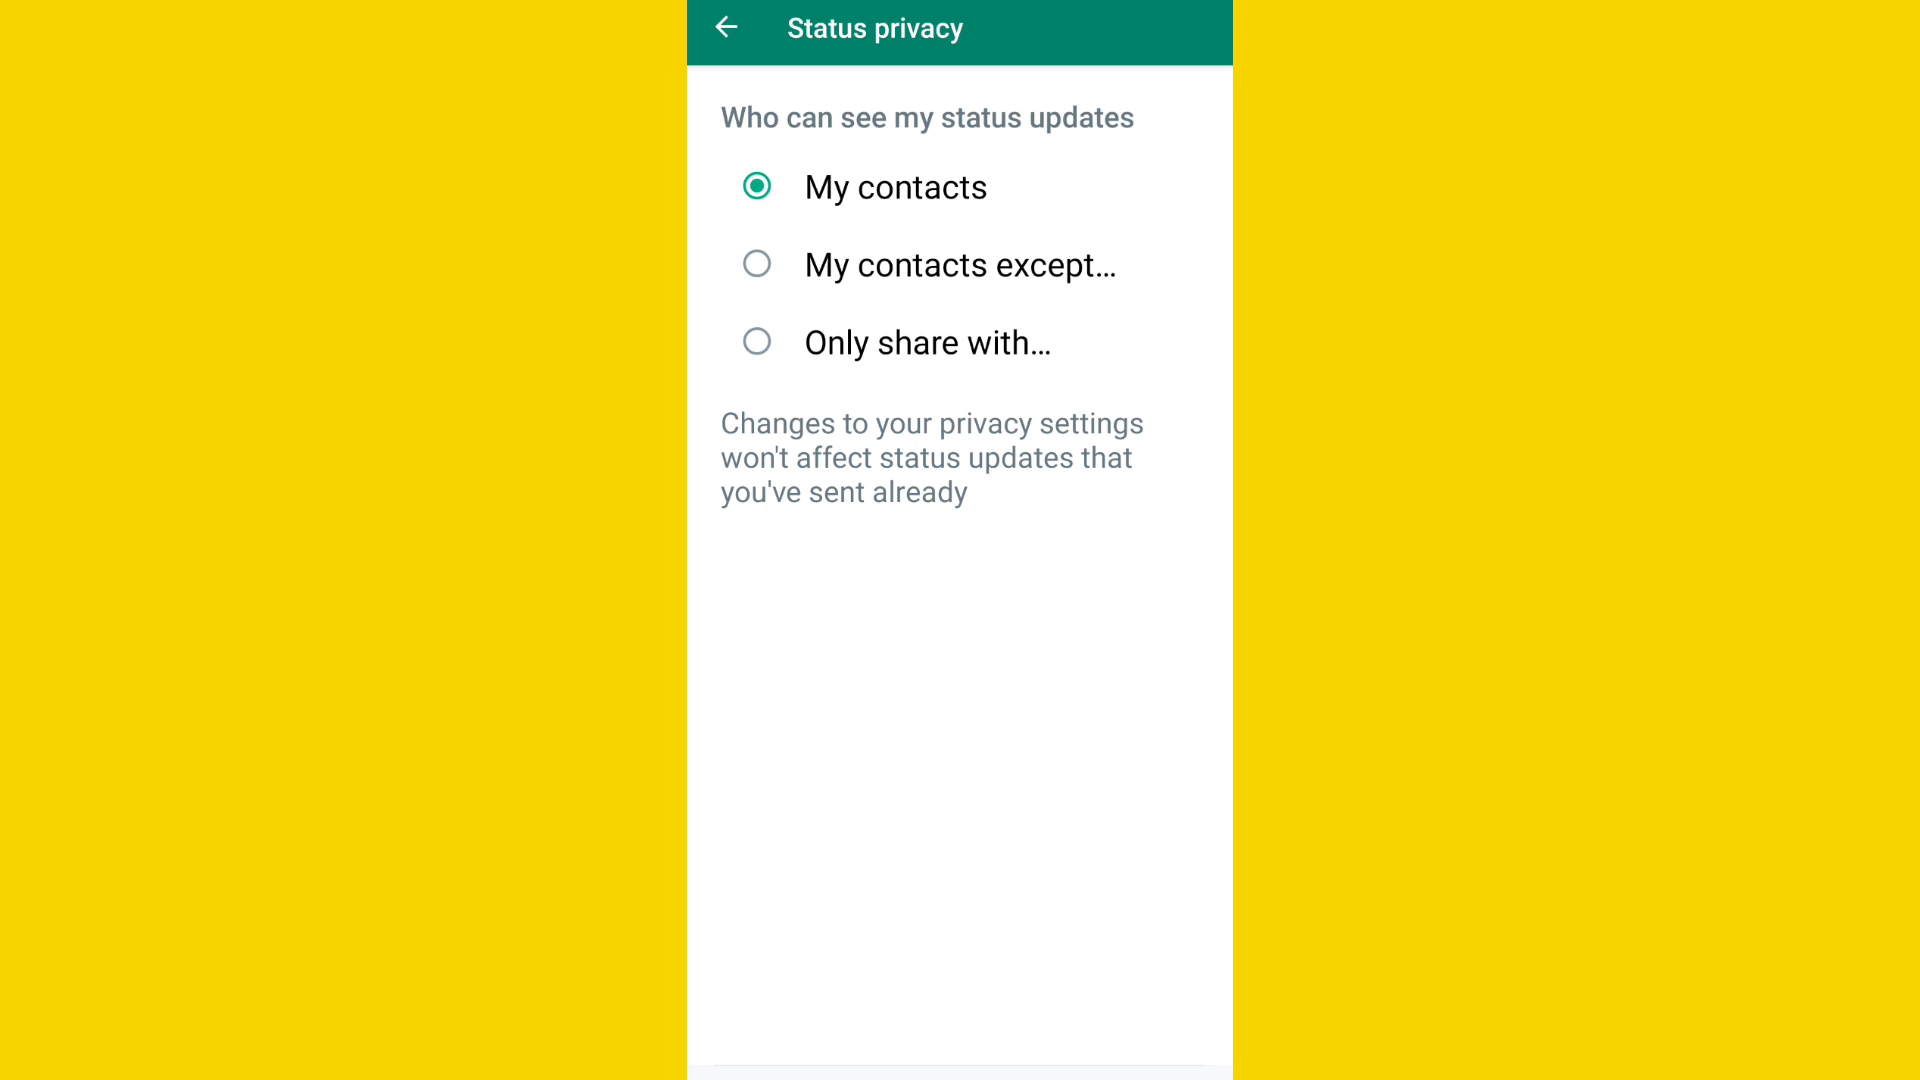 Status privacy
Who can see my status updates
My contacts
My contacts except...
Only share with...
Changes to your privacy settings
won't affect status updates that
you've sent already